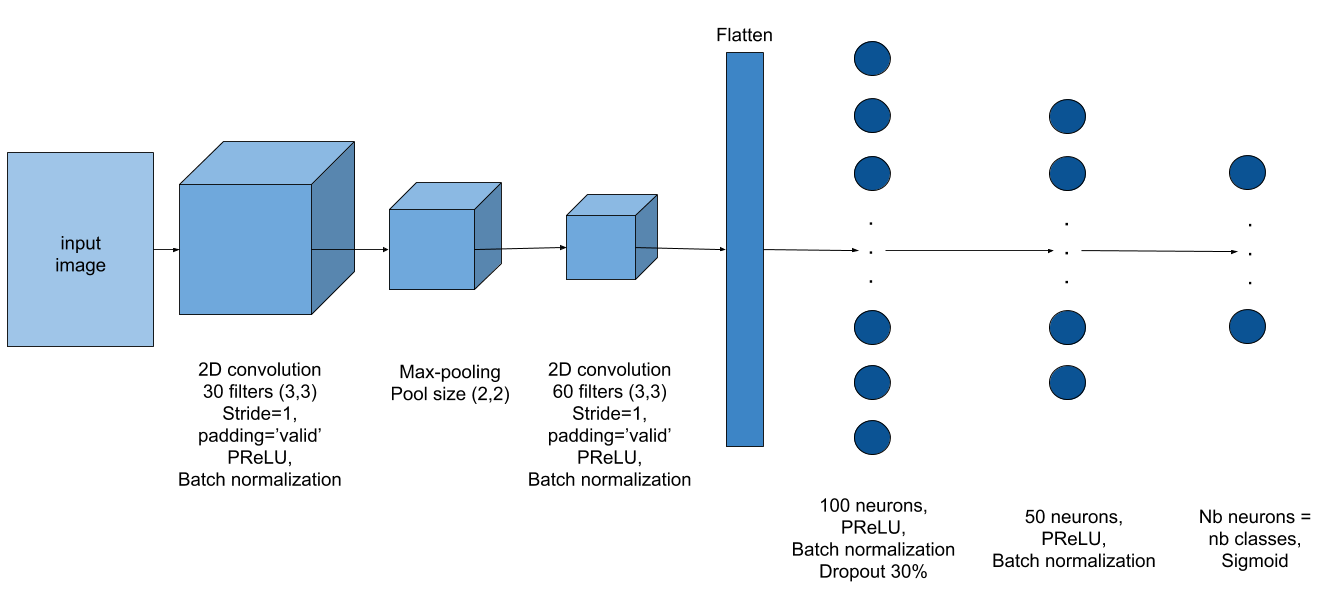 Flatten
input
image
2D convolution
30 filters (3,3)
Stride=1,
padding=’valid’
PReLU,
Batch normalization
Max-pooling
Pool size (2,2)
2D convolution
60 filters (3,3)
Stride=1,
padding=’valid’
PReLU,
Batch normalization
100 neurons,
PReLU,
Batch normalization
Dropout 30%
50 neurons,
PReLU,
Batch normalization
Nb neurons =
nb classes,
Sigmoid